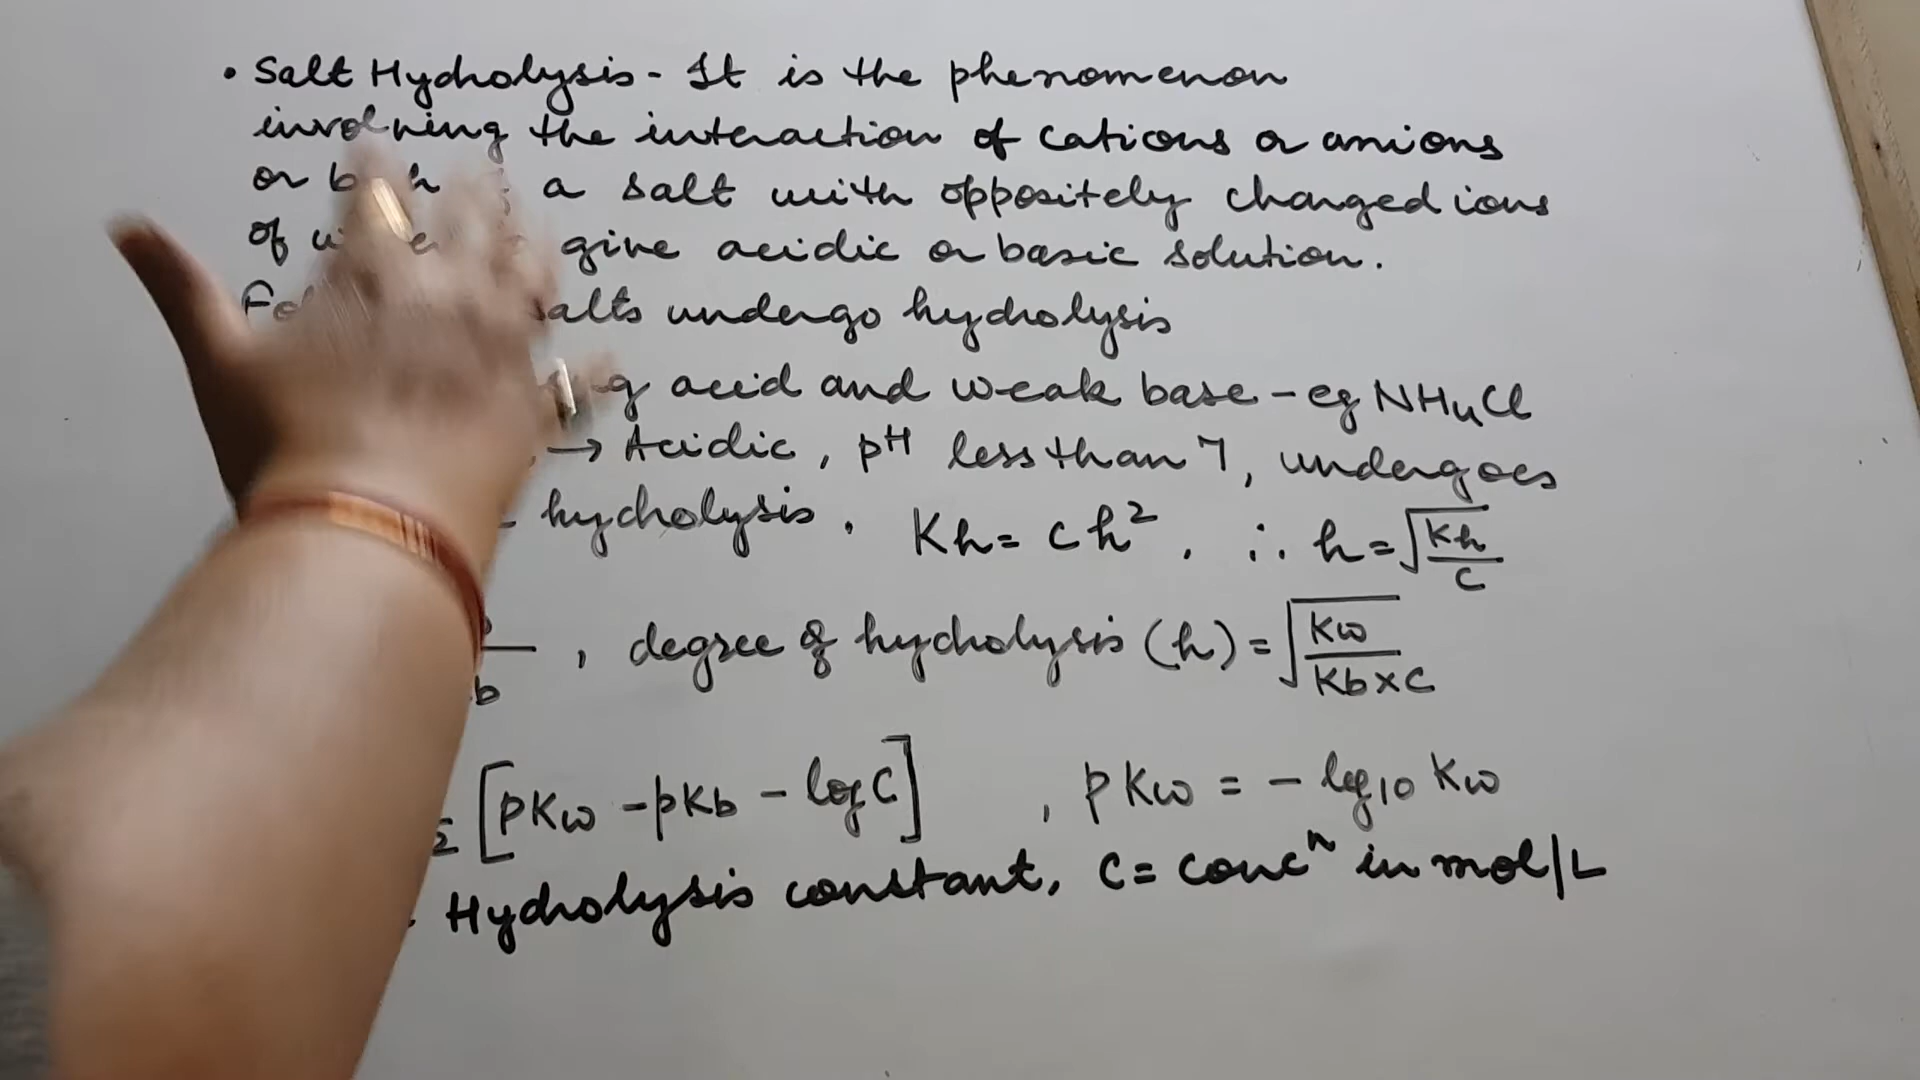 • Salt Hydrolysis - It is the phenomenon
involving the interaction of cations or anions
or a salt with oppositely charged ions
of give acidic or basic solution.
salts undergo hydrolysis
acid and weak base - eg NH4Cl
→ Acidic, pH less than 7, undergoes
hydrolysis. Kh = ch², ∴ h = √(Kh/C)
b, degree of hydrolysis (h) = √(Kw/(Kb×C))
2 [pKw - pKb - log C], pKw = - log10 Kw
Hydrolysis constant, C = concⁿ in mol/L